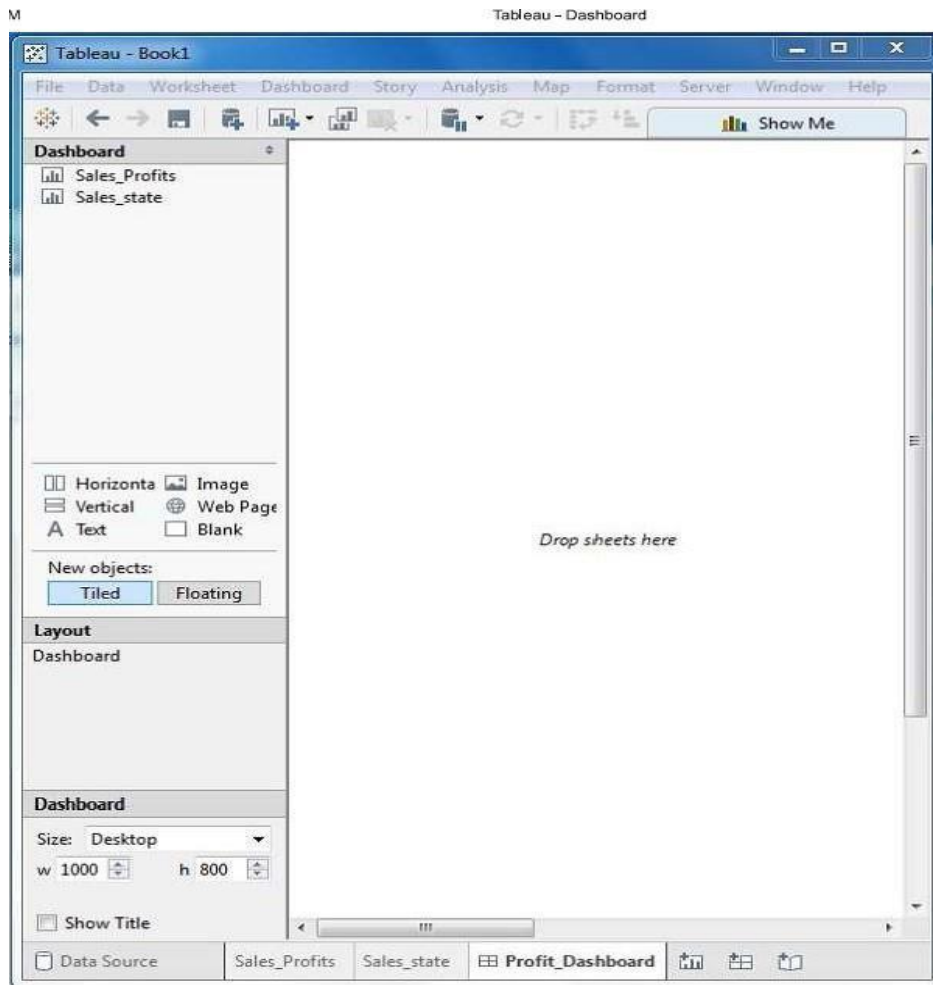 M
Tableau - Dashboard
Tableau - Book1
File Data Worksheet Dashboard Story Analysis Map Format Server Window Help
Show Me
Dashboard
Sales_Profits
Sales_state
Horizonta Image
Vertical Web Page
A Text Blank
New objects:
Tiled Floating
Drop sheets here
Layout
Dashboard
Dashboard
Size: Desktop
w 1000 h 800
Show Title
Data Source Sales_Profits Sales_state Profit_Dashboard